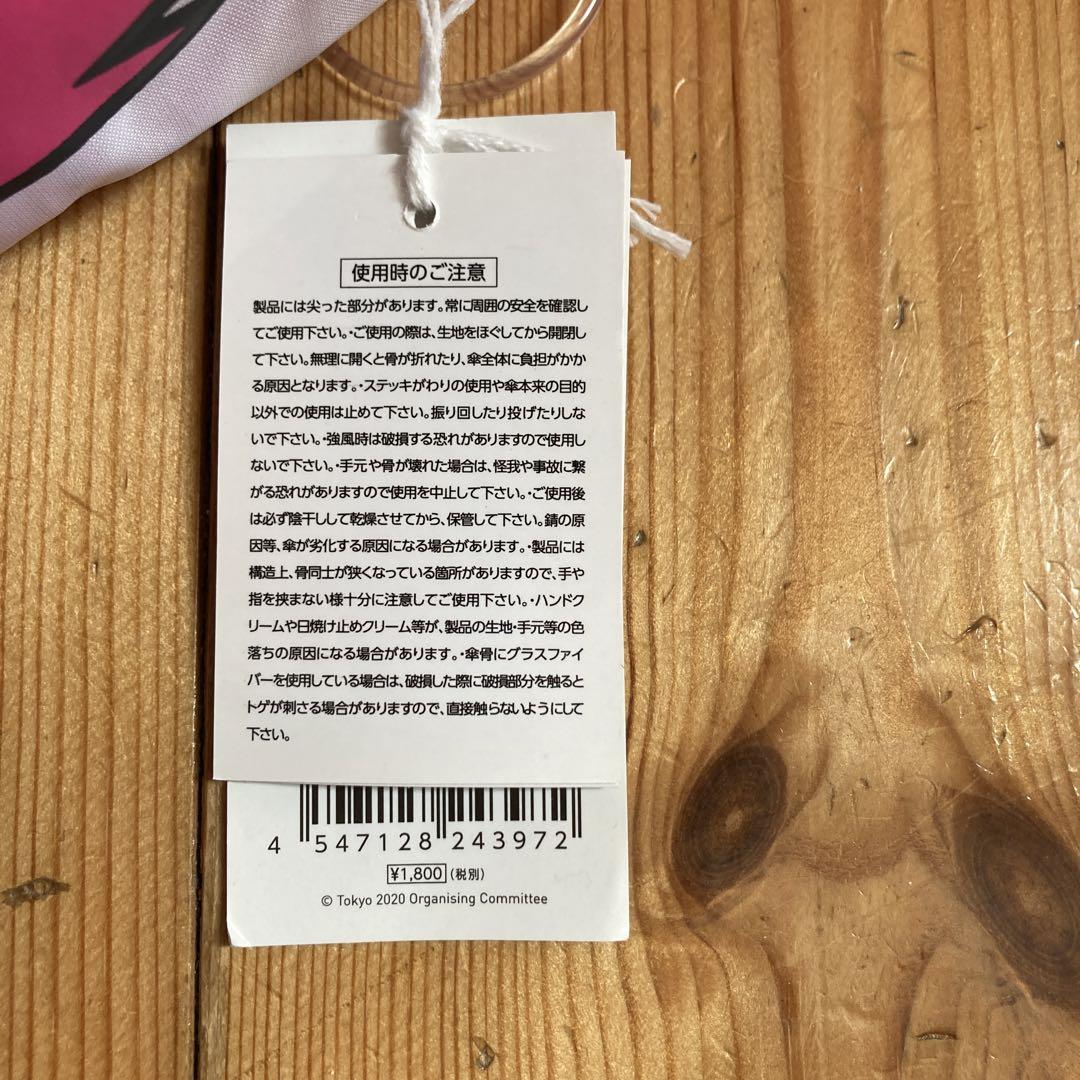 使用時のご注意
製品には尖った部分があります。常に周囲の安全を確認し
てご使用下さい。・ご使用の際は、生地をほぐしてから開閉し
て下さい。無理に開くと骨が折れたり、傘全体に負担がかか
る原因となります。・ステッキがわりの使用や傘本来の目的
以外での使用は止めて下さい。振り回したり投げたりしな
いで下さい。・強風時は破損する恐れがありますので使用し
ないで下さい。・手元や骨が壊れた場合は、怪我や事故に繋
がる恐れがありますので使用を中止して下さい。・ご使用後
は必ず陰干しして乾燥させてから、保管して下さい。錆の原
因等、傘が劣化する原因になる場合があります。・製品には
構造上、骨同士が狭くなっている箇所がありますので、手や
指を挟まない様十分に注意してご使用下さい。・ハンドク
リームや日焼け止めクリーム等が、製品の生地・手元等の色
落ちの原因になる場合があります。・傘骨にグラスファイ
バーを使用している場合は、破損した際に破損部分を触ると
トゲが刺さる場合がありますので、直接触らないようにして
下さい。
4 547128 243972
¥1,800 (税別)
© Tokyo 2020 Organising Committee